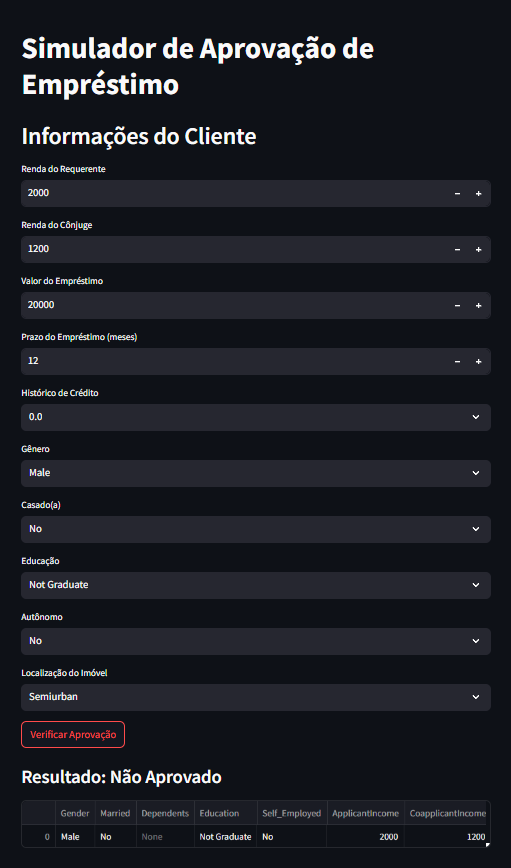 Simulador de Aprovação de
Empréstimo
Informações do Cliente
Renda do Requerente
2000
Renda do Cônjuge
1200
Valor do Empréstimo
20000
Prazo do Empréstimo (meses)
12
Histórico de Crédito
0.0
Gênero
Male
Casado(a)
No
Educação
Not Graduate
Autônomo
No
Localização do Imóvel
Semiurban
Verificar Aprovação
Resultado: Não Aprovado
Gender Married Dependents Education Self_Employed ApplicantIncome CoapplicantIncome
0 Male No None Not Graduate No 2000 1200